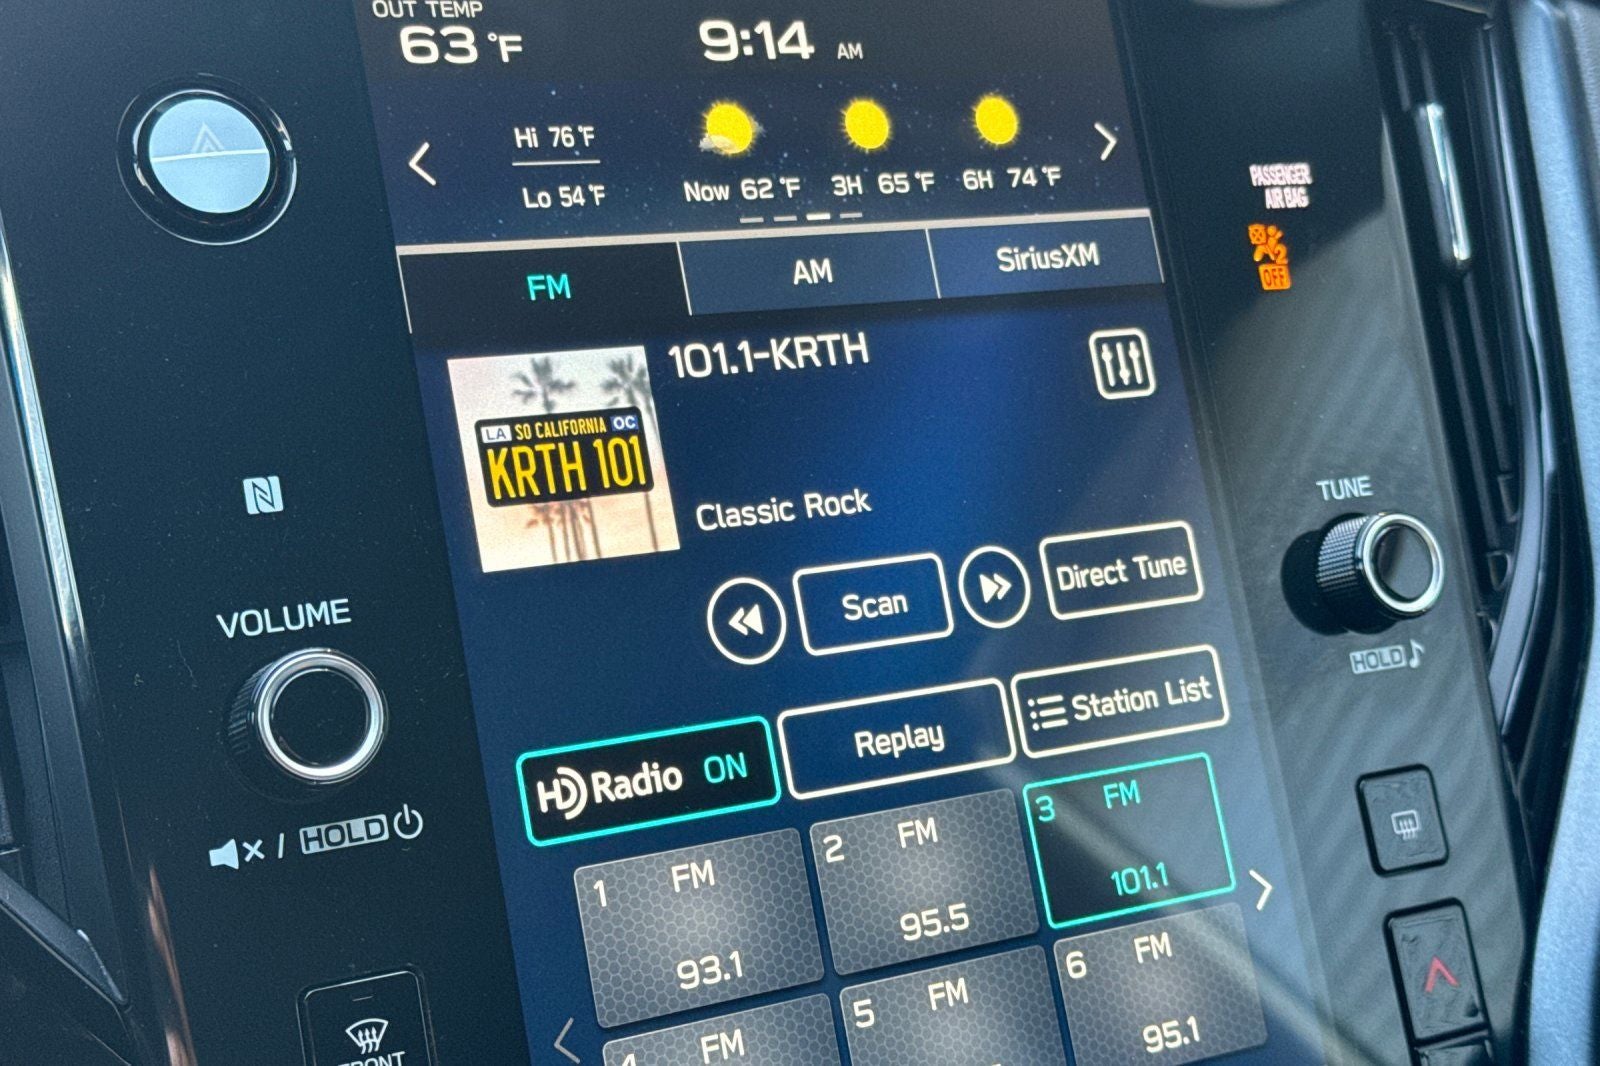 OUT TEMP
63 °F
9:14 AM
Hi 76 °F
Lo 54 °F
Now 62 °F
3H 65 °F
6H 74 °F
PASSENGER
AIR BAG
2
OFF
FM
AM
SiriusXM
101.1-KRTH
LA SO CALIFORNIA OC
KRTH 101
Classic Rock
TUNE
HOLD
Scan
Direct Tune
VOLUME
/ HOLD
HD Radio ON
Replay
Station List
1 FM
93.1
2 FM
95.5
3 FM
101.1
4 FM
5 FM
6 FM
95.1
FRONT